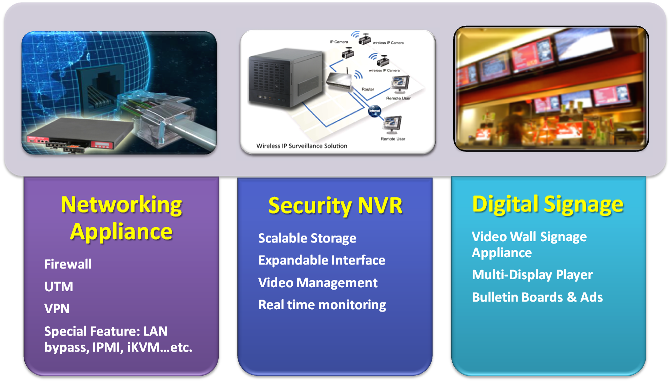 IP Camera
wireless IP Camera
wireless IP Camera
Router
Remote User
Remote User
Wireless IP Surveillance Solution
Networking
Appliance
Firewall
UTM
VPN
Special Feature: LAN
bypass, IPMI, iKVM...etc.
Security NVR
Scalable Storage
Expandable Interface
Video Management
Real time monitoring
Digital Signage
Video Wall Signage
Appliance
Multi-Display Player
Bulletin Boards & Ads